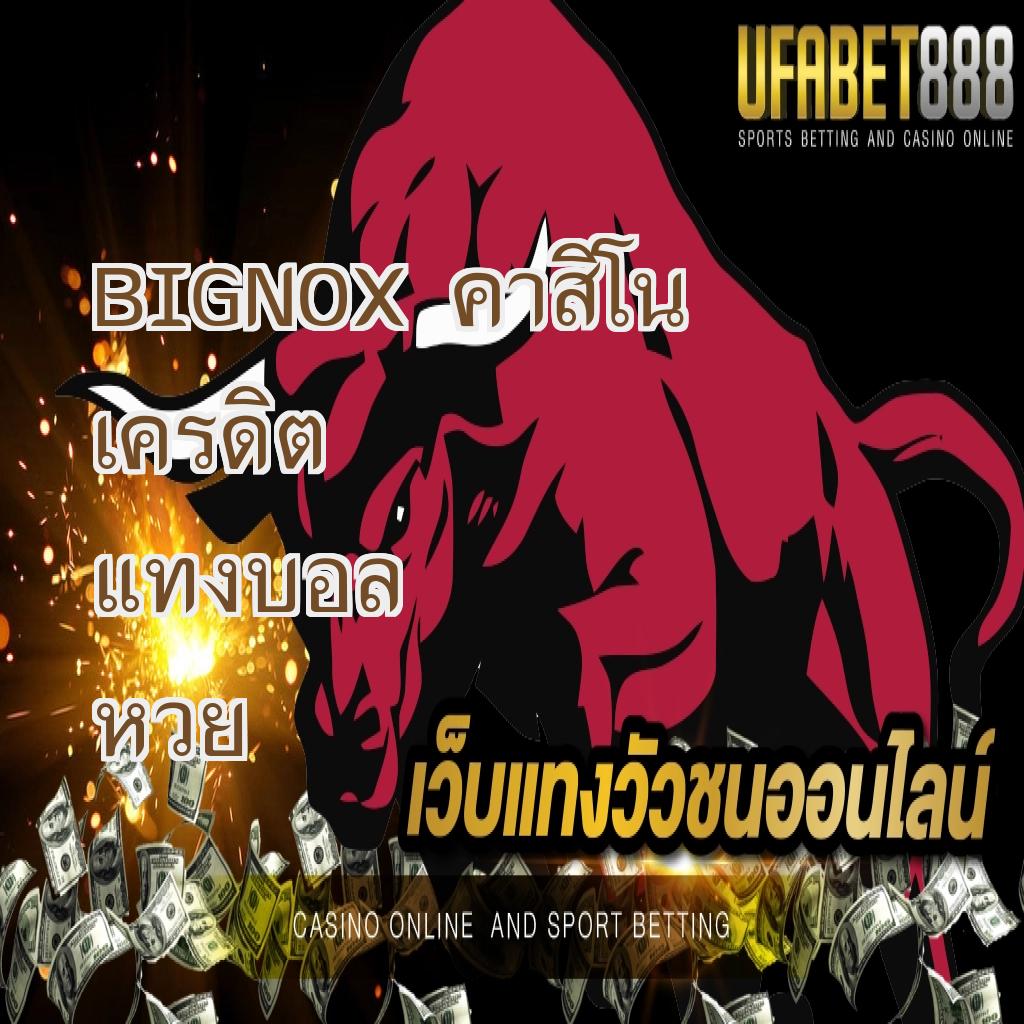 UFABET888
SPORTS BETTING AND CASINO ONLINE
BIGNOX คาสิโน
เครดิต
แทงบอล
หวย
เว็บแทงวัวชนออนไลน์
CASINO ONLINE AND SPORT BETTING